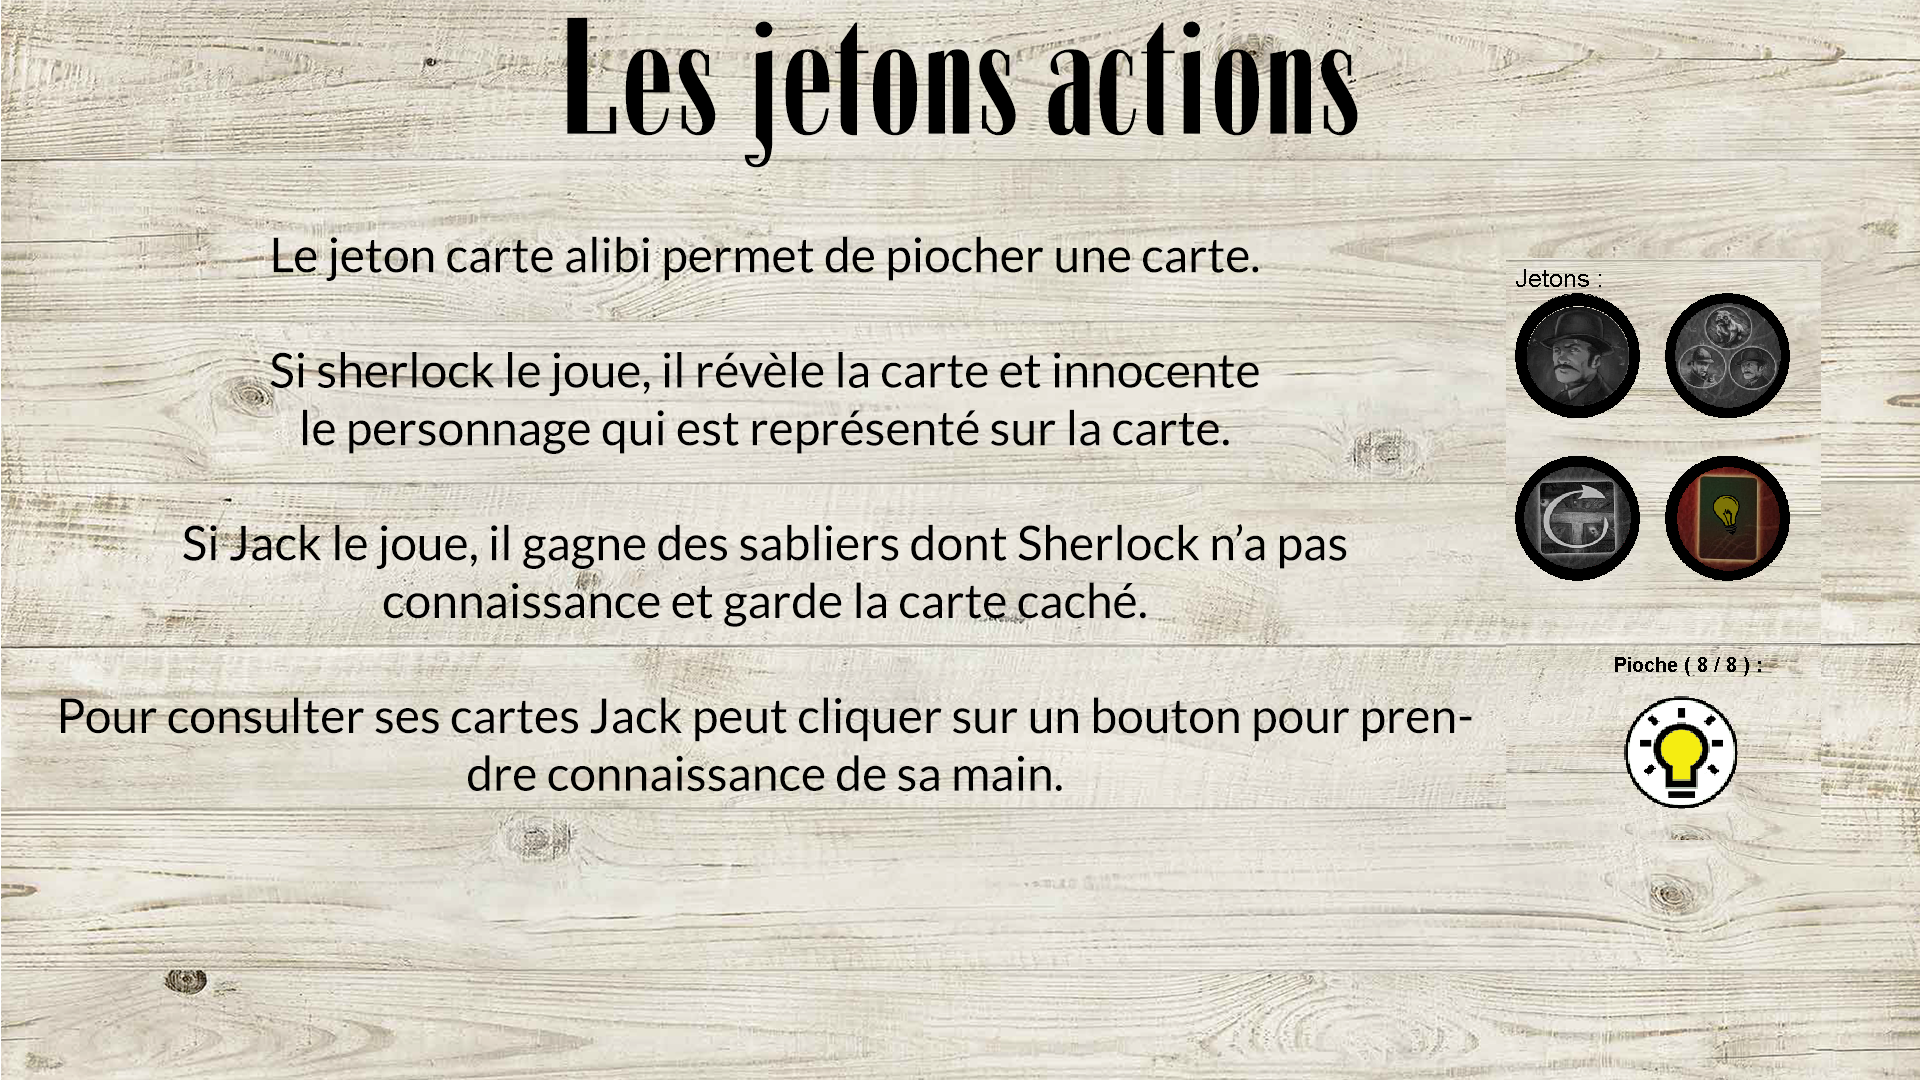 Les jetons actions
Le jeton carte alibi permet de piocher une carte.
Si sherlock le joue, il révèle la carte et innocente
le personnage qui est représenté sur la carte.
Si Jack le joue, il gagne des sabliers dont Sherlock n’a pas
connaissance et garde la carte caché.
Pour consulter ses cartes Jack peut cliquer sur un bouton pour pren-
dre connaissance de sa main.
Jetons :
Pioche ( 8 / 8 ) :